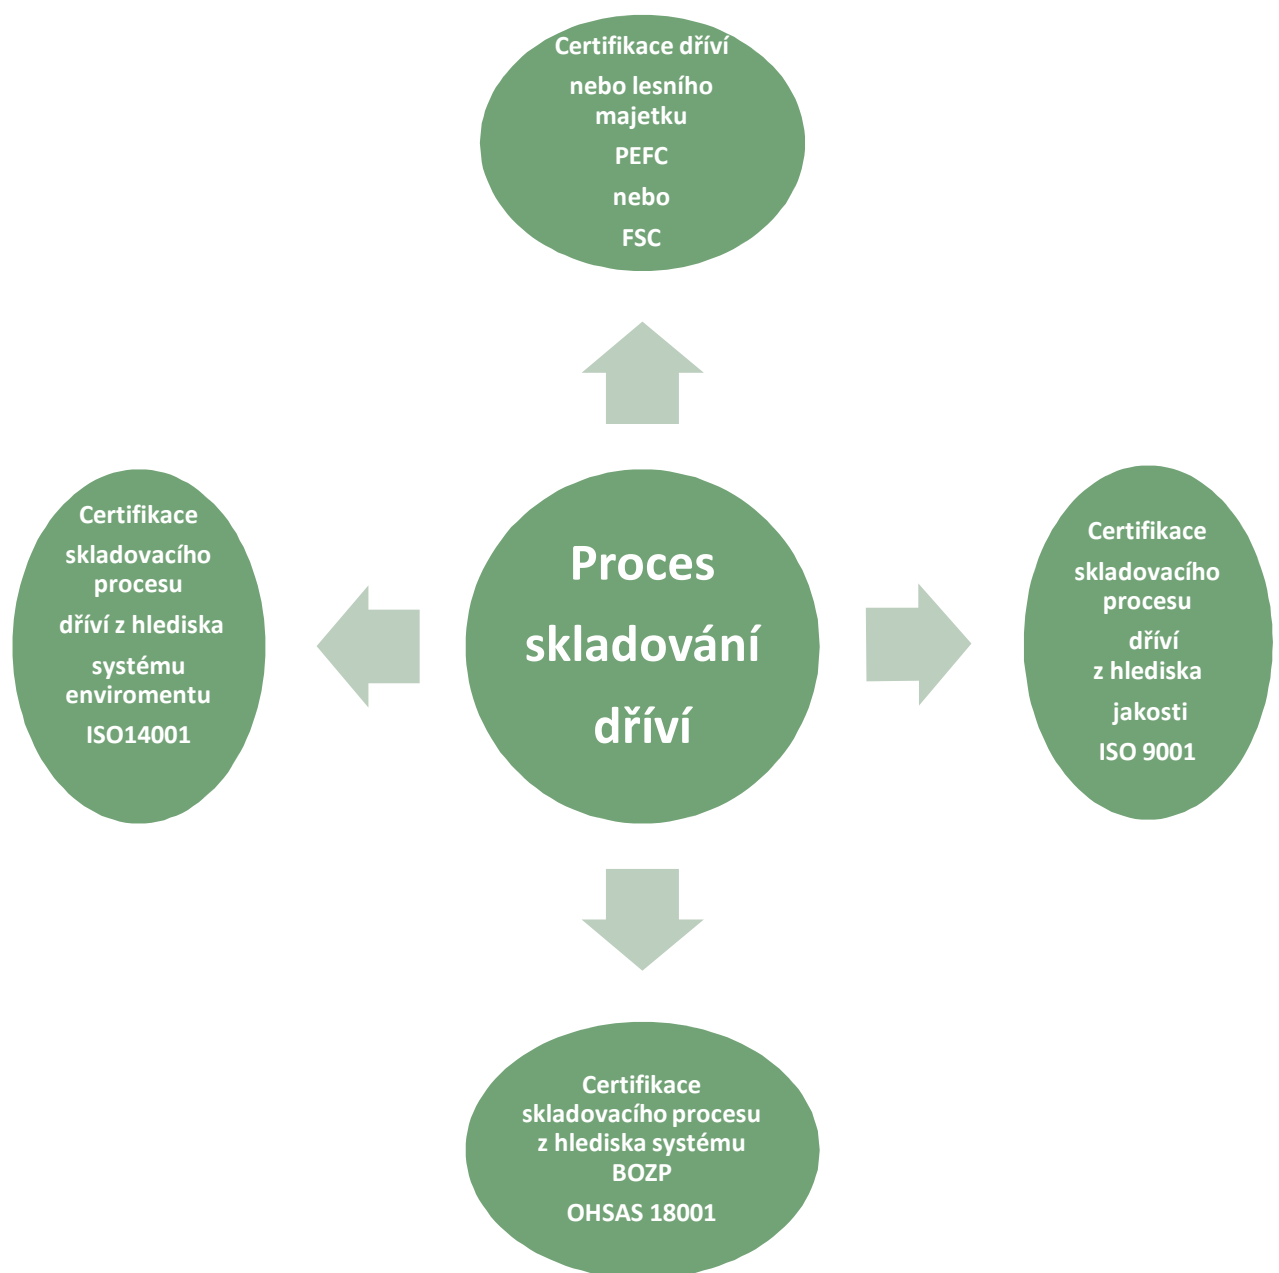 Certifikace dříví
nebo lesního
majetku
PEFC
nebo
FSC
Certifikace
skladovacího
procesu
dříví z hlediska
systému
enviromentu
ISO14001
Proces
skladování
dříví
Certifikace
skladovacího
procesu
dříví
z hlediska
jakosti
ISO 9001
Certifikace
skladovacího procesu
z hlediska systému
BOZP
OHSAS 18001